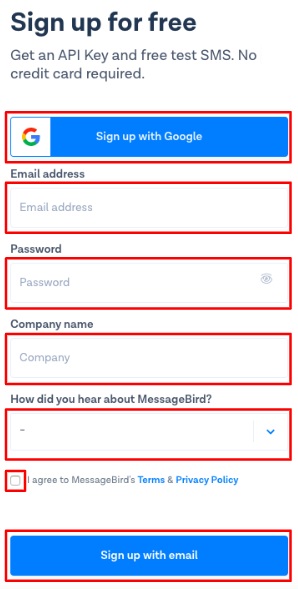 Sign up for free
Get an API Key and free test SMS. No
credit card required.
Sign up with Google
Email address
Email address
Password
Password
Company name
Company
How did you hear about MessageBird?
-
I agree to MessageBird's Terms & Privacy Policy
Sign up with email